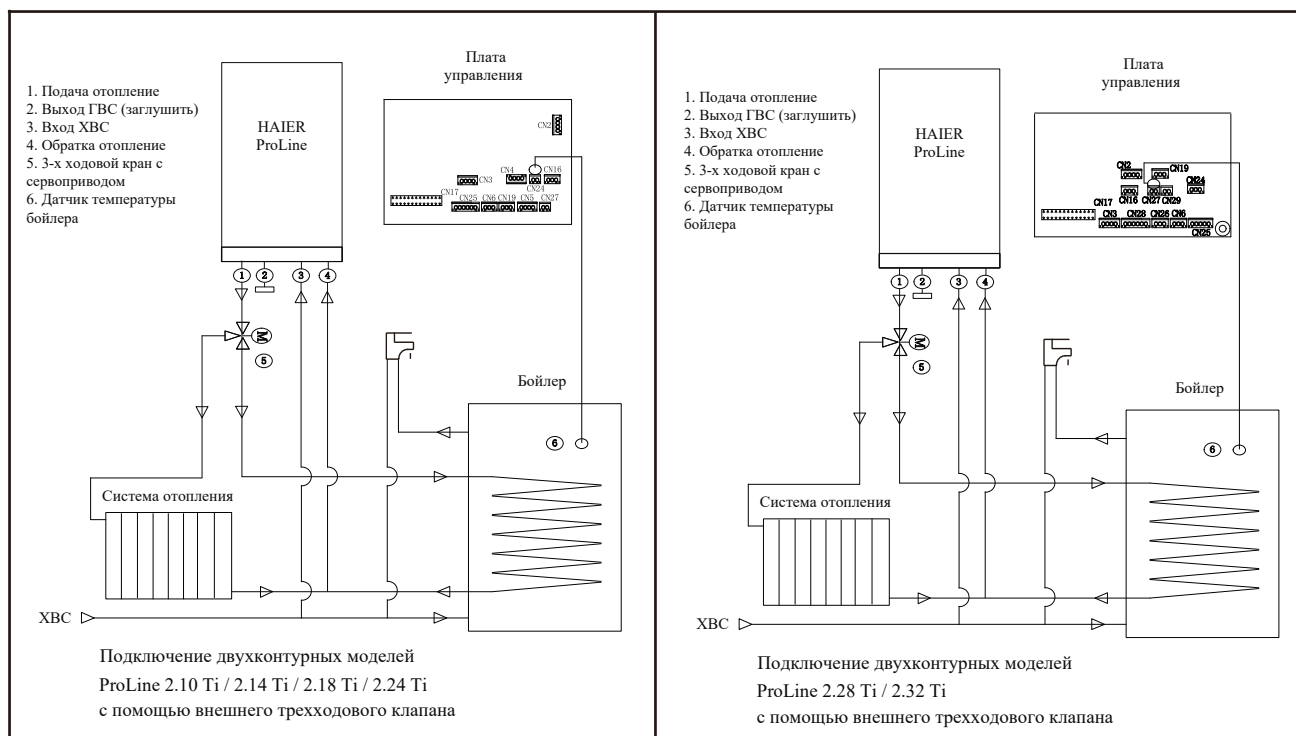 1. Подача отопление
2. Выход ГВС (заглушить)
3. Вход ХВС
4. Обратка отопление
5. 3-х ходовой кран с
сервоприводом
6. Датчик температуры
бойлера
HAIER
ProLine
Плата
управления
CN2
CN3
CN4
CN16
CN24
CN17
CN25
CN6
CN19
CN5
CN27
1
2
3
4
M
5
Бойлер
6
Система отопления
ХВС
Подключение двухконтурных моделей
ProLine 2.10 Ti / 2.14 Ti / 2.18 Ti / 2.24 Ti
с помощью внешнего трехходового клапана
1. Подача отопление
2. Выход ГВС (заглушить)
3. Вход ХВС
4. Обратка отопление
5. 3-х ходовой кран с
сервоприводом
6. Датчик температуры
бойлера
HAIER
ProLine
Плата
управления
CN2
CN19
CN24
CN16
CN27
CN29
CN17
CN3
CN28
CN26
CN6
CN25
1
2
3
4
M
5
Бойлер
6
Система отопления
ХВС
Подключение двухконтурных моделей
ProLine 2.28 Ti / 2.32 Ti
с помощью внешнего трехходового клапана